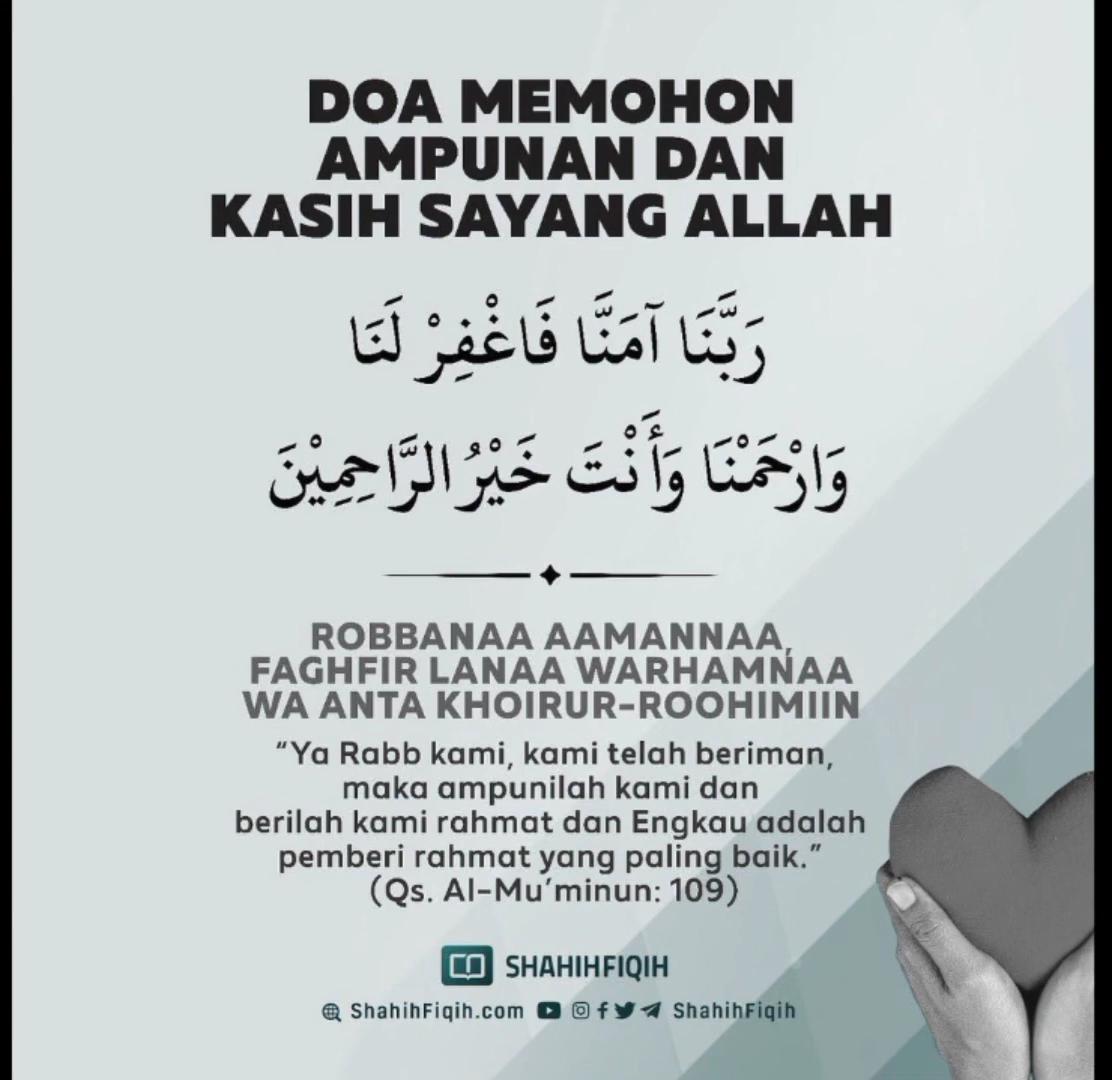 DOA MEMOHON
AMPUNAN DAN
KASIH SAYANG ALLAH
رَبَّنَا آمَنَّا فَاغْفِرْ لَنَا
وَارْحَمْنَا وَأَنْتَ خَيْرُ الرَّاحِمِيْنَ
ROBBANAA AAMANNAA,
FAGHFIR LANAA WARHAMNAA
WA ANTA KHOIRUR-ROOHIMIIN
“Ya Rabb kami, kami telah beriman,
maka ampunilah kami dan
berilah kami rahmat dan Engkau adalah
pemberi rahmat yang paling baik.”
(Qs. Al-Mu’minun: 109)
SHAHIHFIQIH
ShahihFiqih.com ShahihFiqih